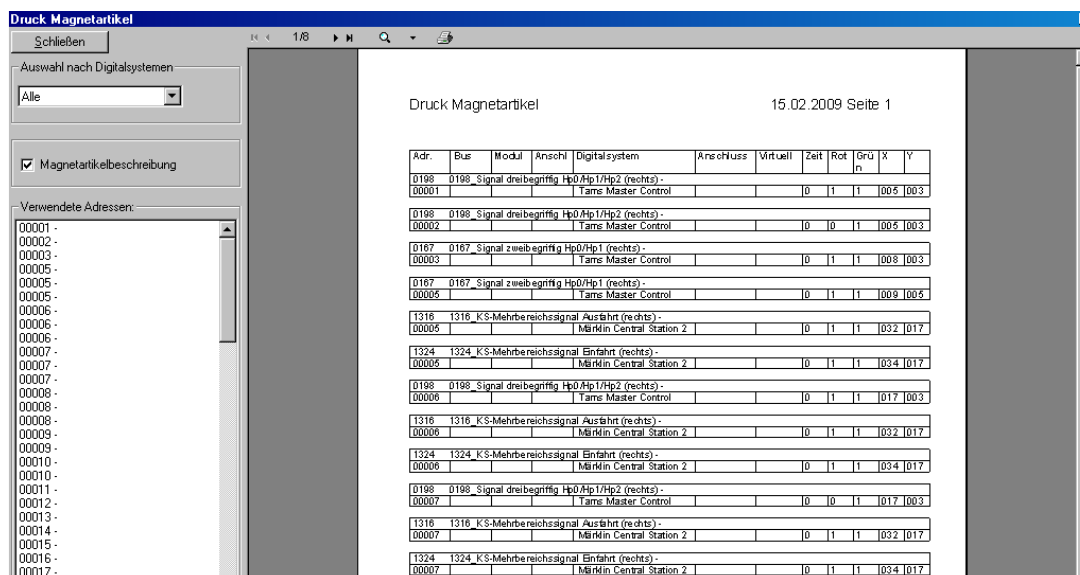 Druck Magnetartikel
Schließen
1/8
Auswahl nach Digitalsystemen
Alle
Magnetartikelbeschreibung
Verwendete Adressen:
00001 -
00002 -
00003 -
00005 -
00005 -
00005 -
00006 -
00006 -
00006 -
00007 -
00007 -
00007 -
00008 -
00008 -
00008 -
00009 -
00009 -
00010 -
00010 -
00011 -
00012 -
00013 -
00014 -
00015 -
00016 -
00017 -
Druck Magnetartikel 15.02.2009 Seite 1
Adr. Bus Modul Anschl Digitalsystem Anschluss Virtuell Zeit Rot Grün X Y
0198 0198_Signal dreibegriffig Hp0/Hp1/Hp2 (rechts) -
00001 Tams Master Control 0 1 1 005 003
0198 0198_Signal dreibegriffig Hp0/Hp1/Hp2 (rechts) -
00002 Tams Master Control 0 0 1 005 003
0167 0167_Signal zweibegriffig Hp0/Hp1 (rechts) -
00003 Tams Master Control 0 1 1 008 003
0167 0167_Signal zweibegriffig Hp0/Hp1 (rechts) -
00005 Tams Master Control 0 1 1 009 005
1316 1316_KS-Mehrbereichssignal Ausfahrt (rechts) -
00005 Märklin Central Station 2 0 1 1 032 017
1324 1324_KS-Mehrbereichssignal Einfahrt (rechts) -
00005 Märklin Central Station 2 0 1 1 034 017
0198 0198_Signal dreibegriffig Hp0/Hp1/Hp2 (rechts) -
00006 Tams Master Control 0 1 1 017 003
1316 1316_KS-Mehrbereichssignal Ausfahrt (rechts) -
00006 Märklin Central Station 2 0 1 1 032 017
1324 1324_KS-Mehrbereichssignal Einfahrt (rechts) -
00006 Märklin Central Station 2 0 1 1 034 017
0198 0198_Signal dreibegriffig Hp0/Hp1/Hp2 (rechts) -
00007 Tams Master Control 0 0 1 017 003
1316 1316_KS-Mehrbereichssignal Ausfahrt (rechts) -
00007 Märklin Central Station 2 0 1 1 032 017
1324 1324_KS-Mehrbereichssignal Einfahrt (rechts) -
00007 Märklin Central Station 2 0 1 1 034 017